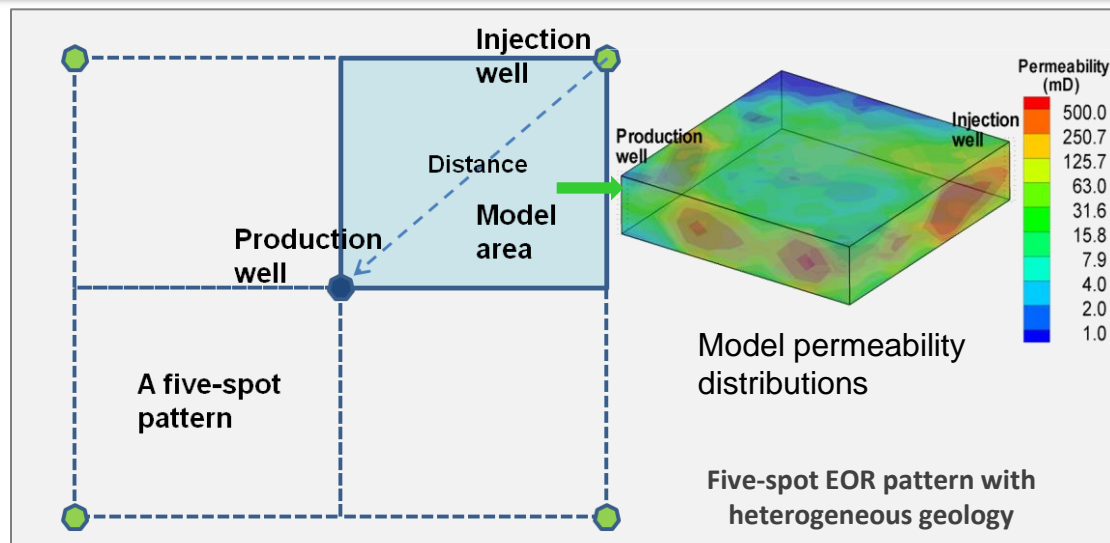 Injection
well
Distance
Model
area
Production
well
A five-spot
pattern
Permeability
(mD)
500.0
250.7
125.7
63.0
31.6
15.8
7.9
4.0
2.0
1.0
Production
well
Injection
well
Model permeability
distributions
Five-spot EOR pattern with
heterogeneous geology